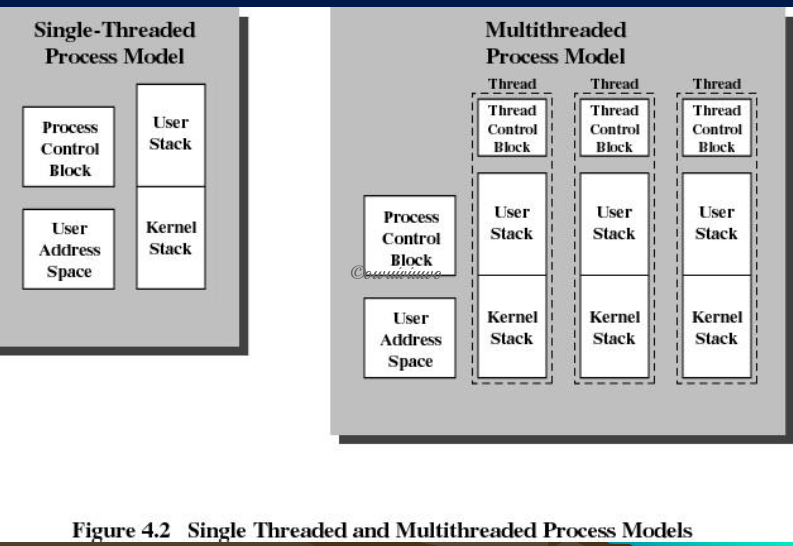 Single-Threaded
Process Model
Process
Control
Block
User
Stack
User
Address
Space
Kernel
Stack
Multithreaded
Process Model
Thread
Thread
Thread
Thread
Control
Block
Thread
Control
Block
Thread
Control
Block
Process
Control
Block
User
Stack
User
Stack
User
Stack
User
Address
Space
Kernel
Stack
Kernel
Stack
Kernel
Stack
Figure 4.2 Single Threaded and Multithreaded Process Models